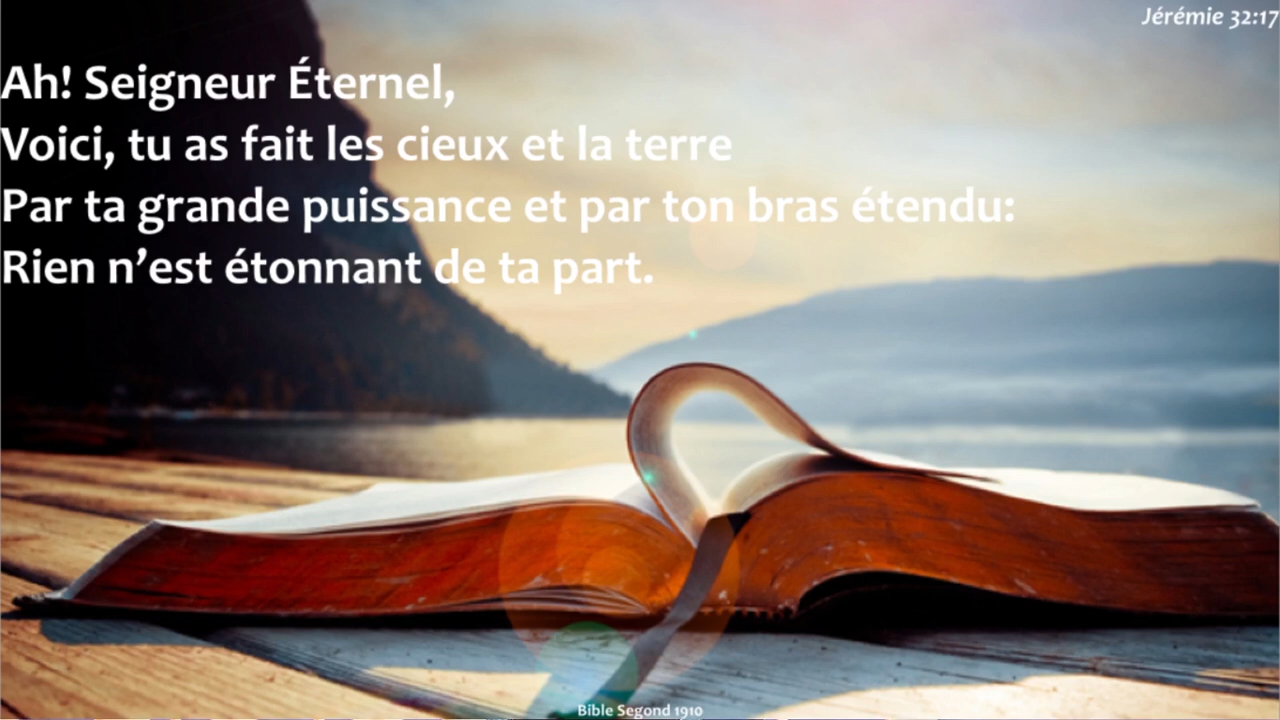 Jérémie 32:17
Ah! Seigneur Éternel,
Voici, tu as fait les cieux et la terre
Par ta grande puissance et par ton bras étendu:
Rien n’est étonnant de ta part.
Bible Segond 1910